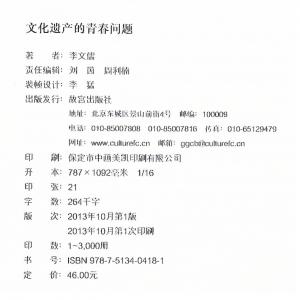 文化遗产的青春问题
著 者：李文儒
责任编辑：刘 茵 周利楠
装帧设计：李 猛
出版发行：故宫出版社
地址：北京东城区景山前街4号 邮编：100009
电话：010-85007808 010-85007816 传真：010-65129479
网址：www.culturefc.cn 邮箱：ggcb@culturefc.cn
印 刷：保定市中画美凯印刷有限公司
开 本：787×1092毫米 1/16
印 张：21
字 数：264千字
版 次：2013年10月第1版
2013年10月第1次印刷
印 数：1~3,000册
书 号：ISBN 978-7-5134-0418-1
定 价：46.00元